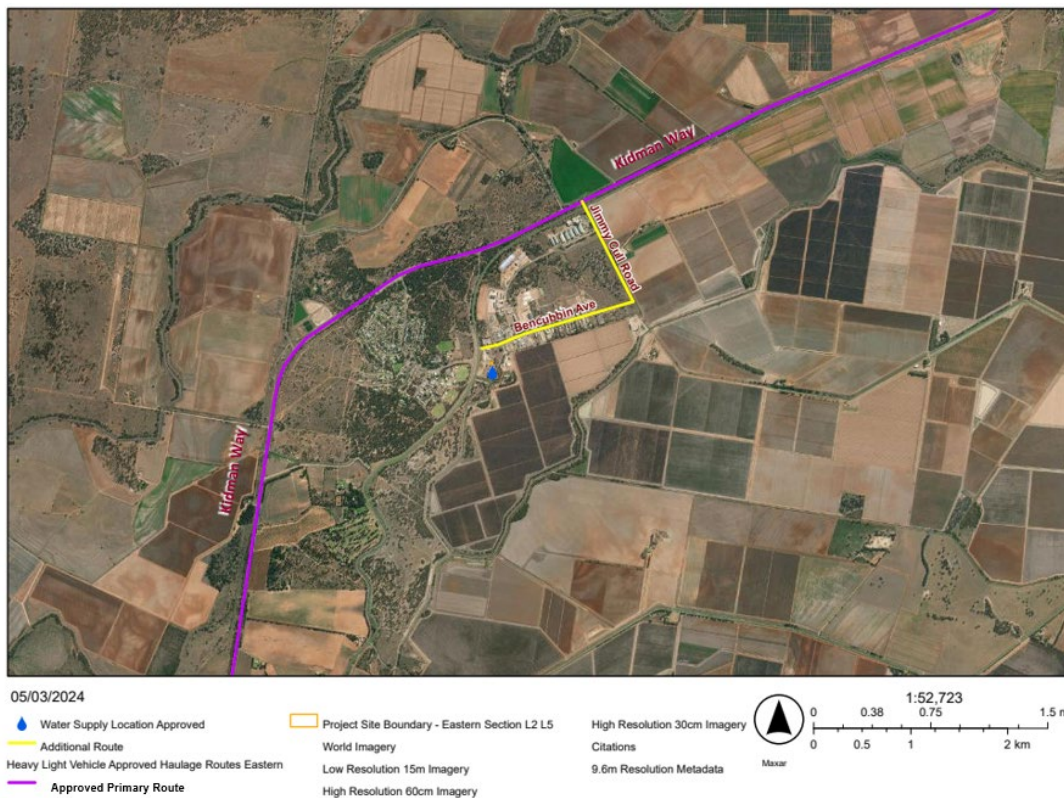 Kidman Way
Jimmy Cull Road
Bencubbin Ave
Kidman Way
05/03/2024
Water Supply Location Approved
Additional Route
Heavy Light Vehicle Approved Haulage Routes Eastern
Approved Primary Route
Project Site Boundary - Eastern Section L2 L5
World Imagery
Low Resolution 15m Imagery
High Resolution 60cm Imagery
High Resolution 30cm Imagery
Citations
9.6m Resolution Metadata
Maxar
1:52,723
0 0.38 0.75 1.5 m
0 0.5 1 2 km